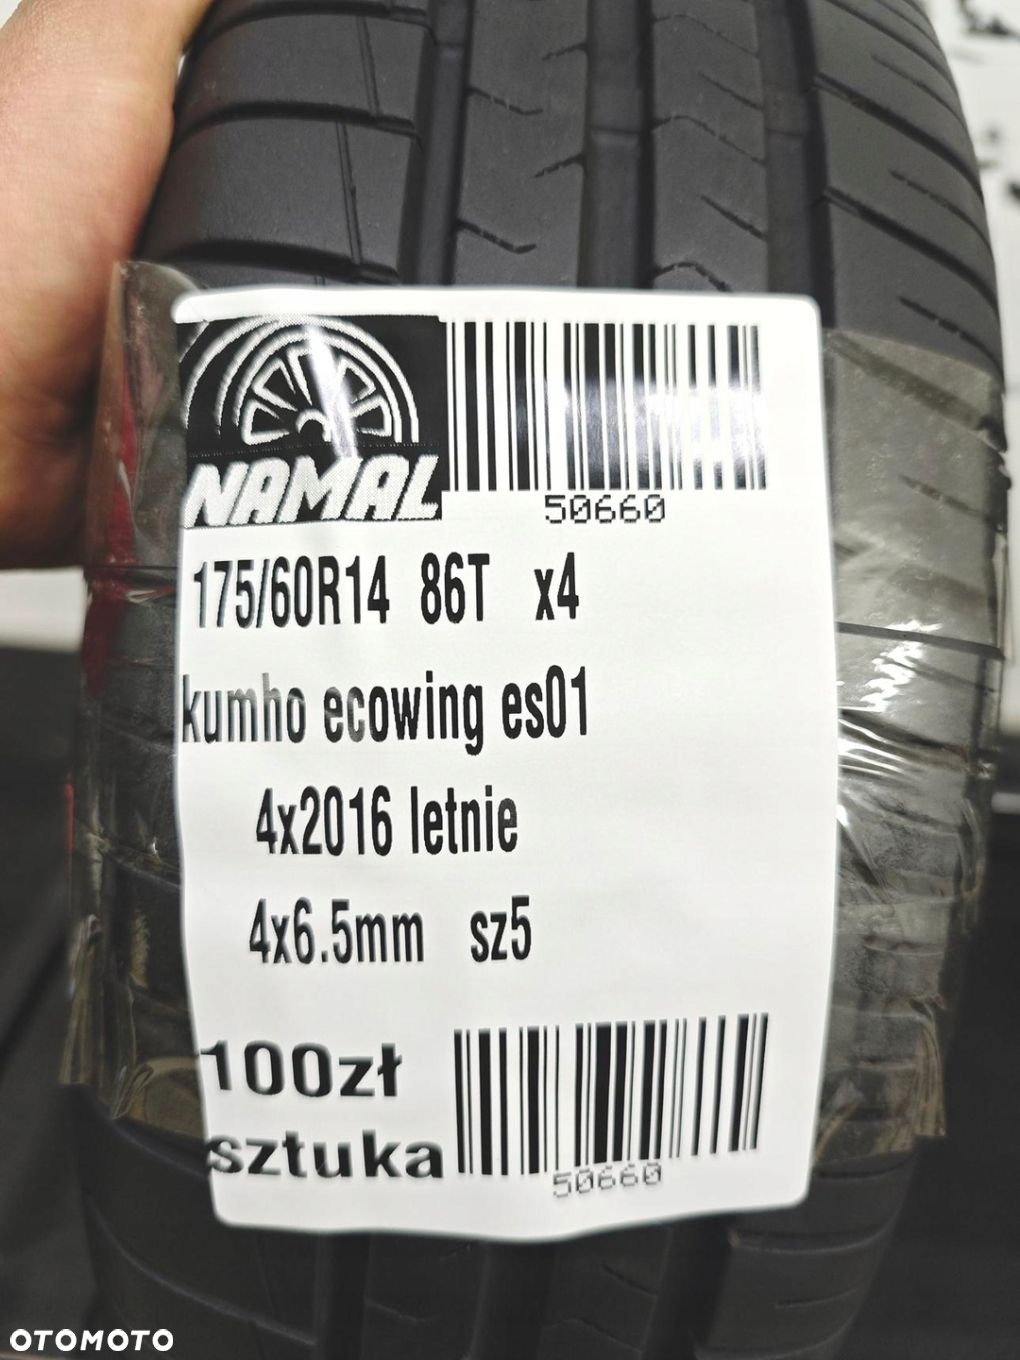 NAMAL
50660
175/60R14 86T x4
kumho ecowing es01
4x2016 letnie
4x6.5mm sz5
100zł
sztuka
50660
OTOMOTO